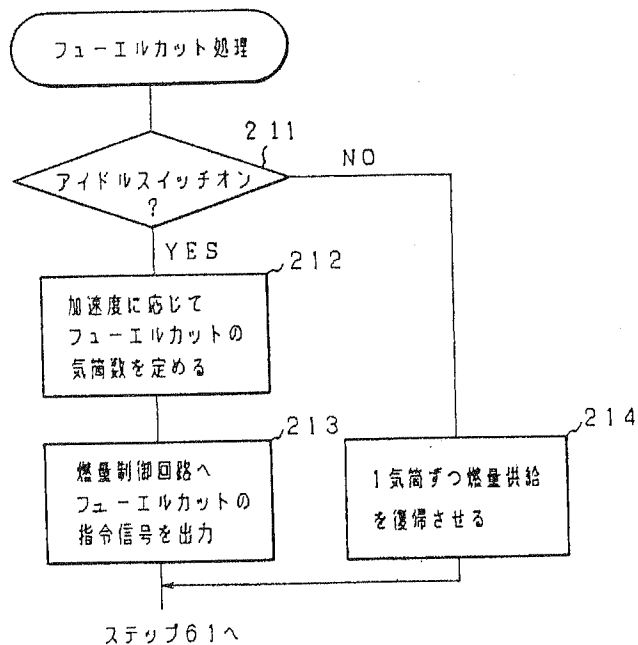 フューエルカット処理
211
アイドルスイッチオン
?
NO
YES
212
加速度に応じて
フューエルカットの
気筒数を定める
213
燃量制御回路へ
フューエルカットの
指令信号を出力
214
1気筒ずつ燃量供給
を復帰させる
ステップ61へ